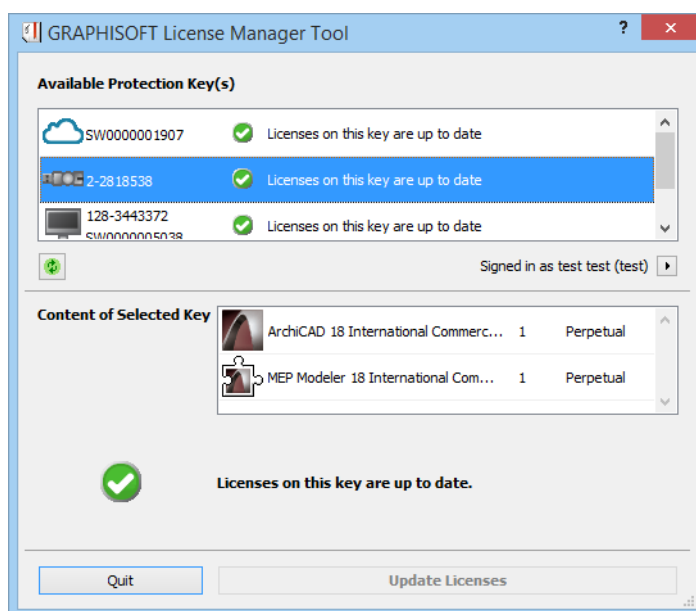 GRAPHISOFT License Manager Tool ?
Available Protection Key(s)
SW0000001907 Licenses on this key are up to date
2-2818538 Licenses on this key are up to date
128-3443372
SW0000005038 Licenses on this key are up to date
Signed in as test test (test)
Content of Selected Key
ArchiCAD 18 International Commerc... 1 Perpetual
MEP Modeler 18 International Com... 1 Perpetual
Licenses on this key are up to date.
Quit Update Licenses